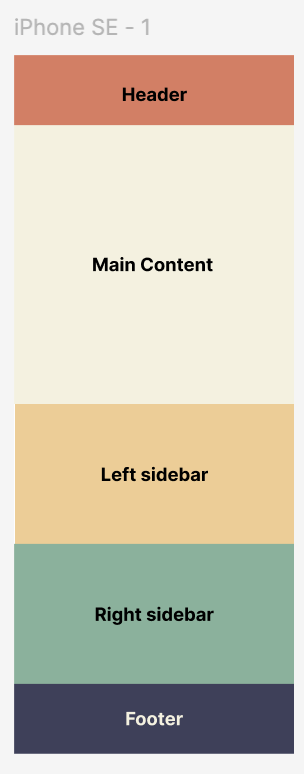 iPhone SE - 1
Header
Main Content
Left sidebar
Right sidebar
Footer